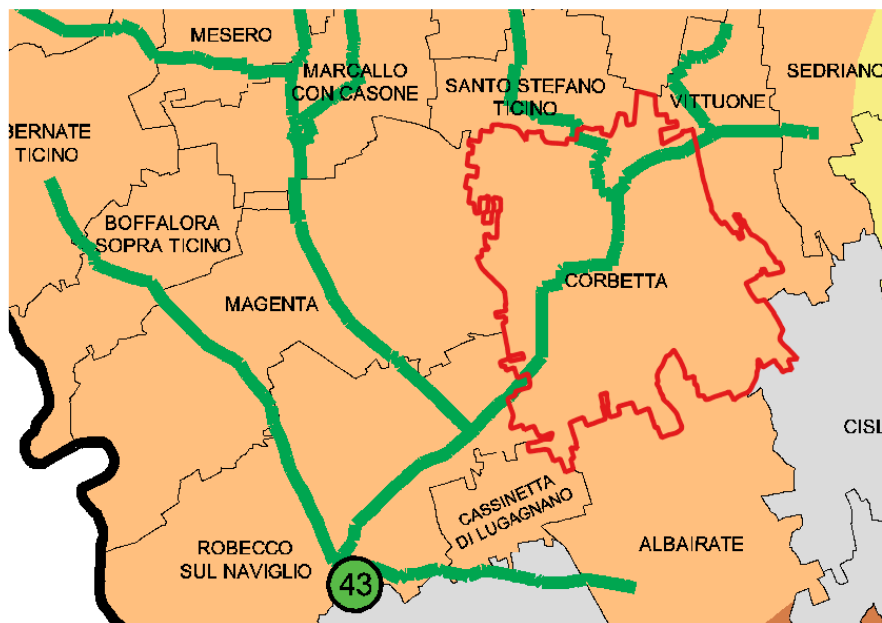 MESERO
MARCALLO
CON CASONE
SANTO STEFANO
TICINO
SEDRIANO
VITTUONE
BERNATE
TICINO
BOFFALORA
SOPRA TICINO
MAGENTA
CORBETTA
CISL
CASSINETTA
DI LUGAGNANO
ROBECCO
SUL NAVIGLIO
ALBAIRATE
43